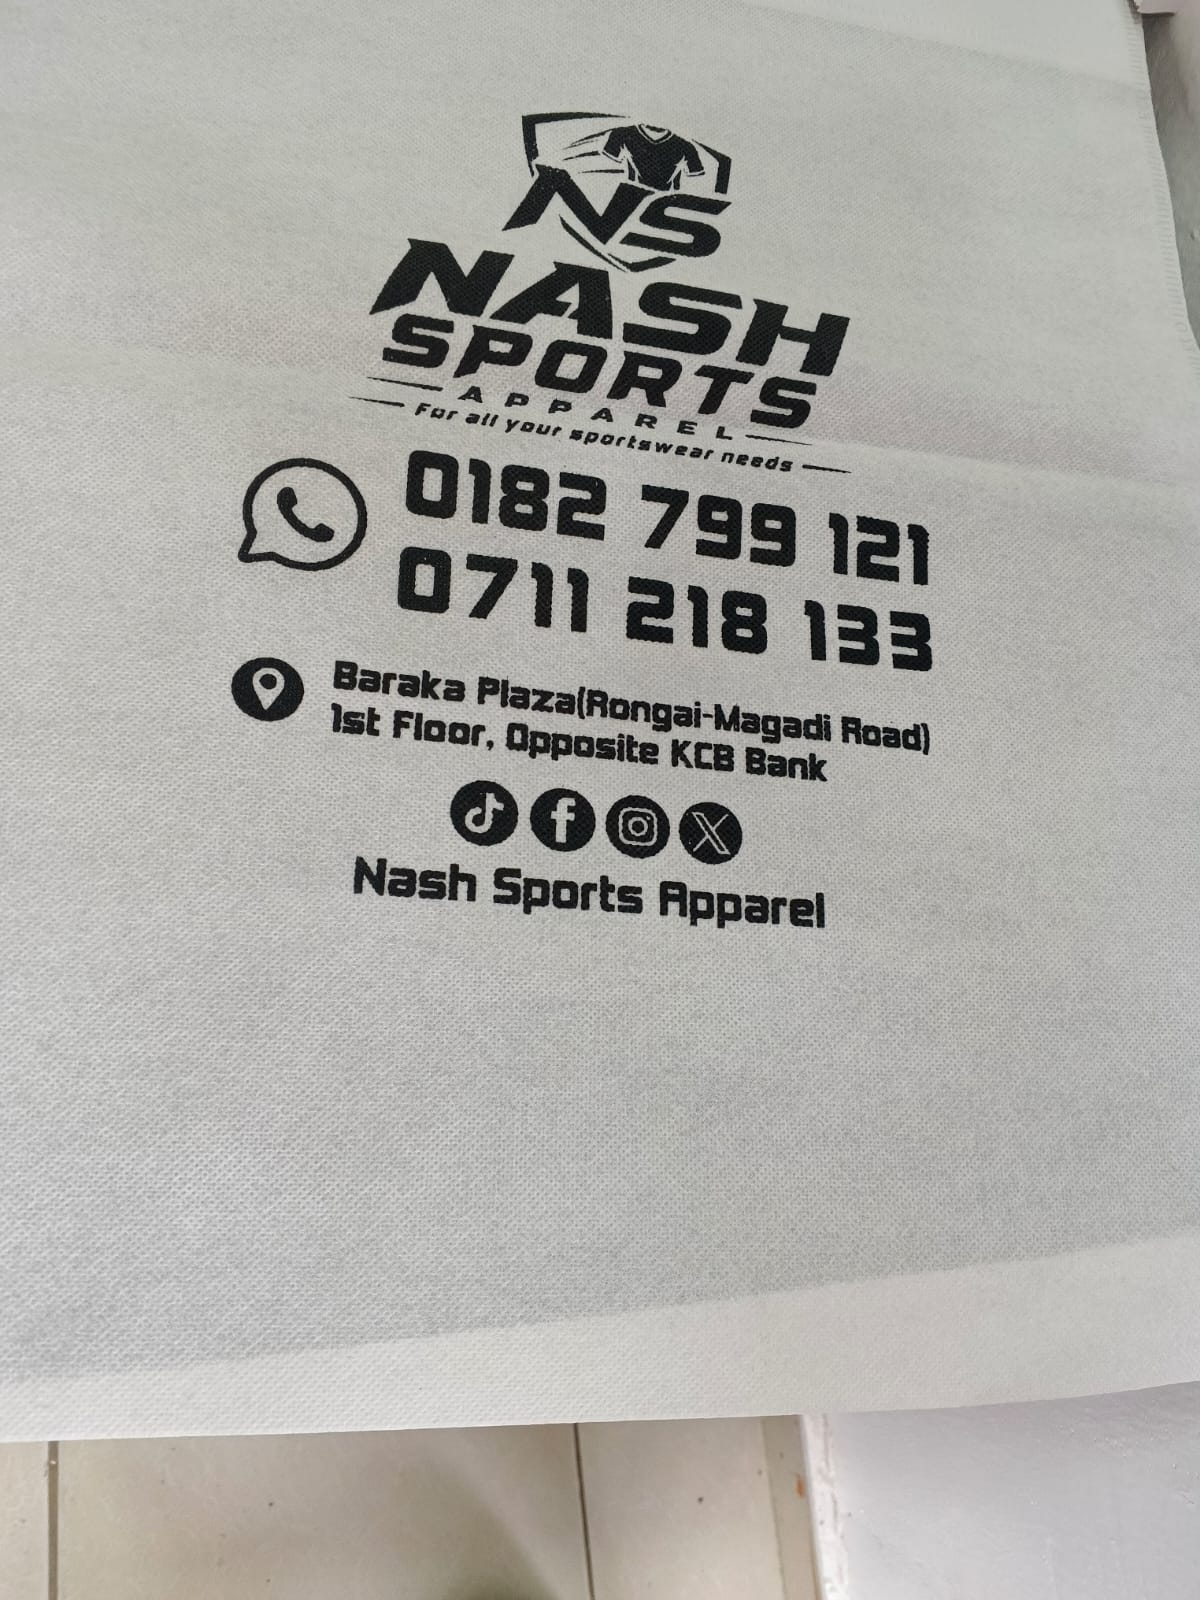 NS
NASH
SPORTS
APPAREL
For all your sportswear needs
0182 799 121
0711 218 133
Baraka Plaza(Rongai-Magadi Road)
1st Floor, Opposite KCB Bank
Nash Sports Apparel